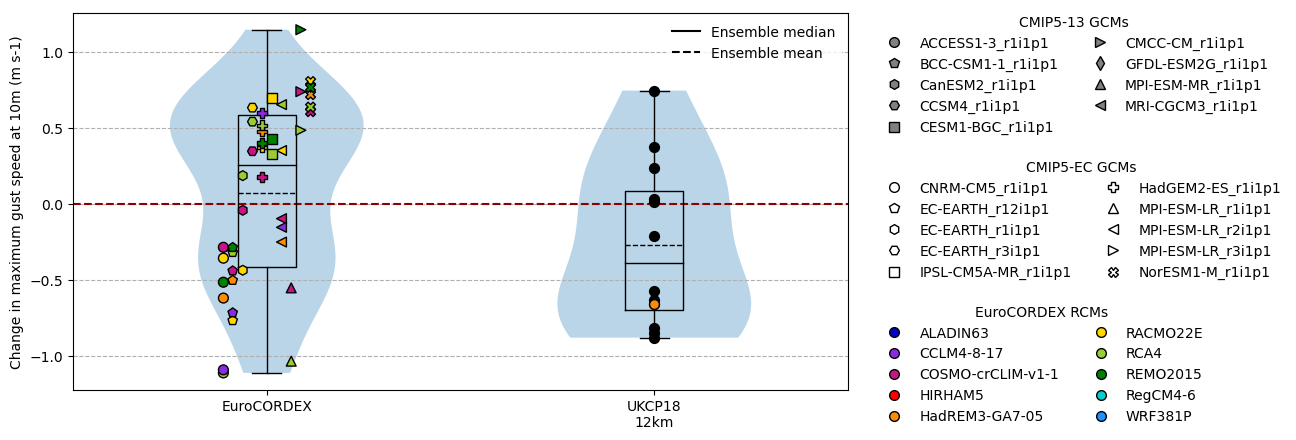 Change in maximum gust speed at 10m (m s-1)
1.0
0.5
0.0
−0.5
−1.0
EuroCORDEX
UKCP18
12km
Ensemble median
Ensemble mean
CMIP5-13 GCMs
ACCESS1-3_r1i1p1
BCC-CSM1-1_r1i1p1
CanESM2_r1i1p1
CCSM4_r1i1p1
CESM1-BGC_r1i1p1
CMCC-CM_r1i1p1
GFDL-ESM2G_r1i1p1
MPI-ESM-MR_r1i1p1
MRI-CGCM3_r1i1p1
CMIP5-EC GCMs
CNRM-CM5_r1i1p1
EC-EARTH_r12i1p1
EC-EARTH_r1i1p1
EC-EARTH_r3i1p1
IPSL-CM5A-MR_r1i1p1
HadGEM2-ES_r1i1p1
MPI-ESM-LR_r1i1p1
MPI-ESM-LR_r2i1p1
MPI-ESM-LR_r3i1p1
NorESM1-M_r1i1p1
EuroCORDEX RCMs
ALADIN63
CCLM4-8-17
COSMO-crCLIM-v1-1
HIRHAM5
HadREM3-GA7-05
RACMO22E
RCA4
REMO2015
RegCM4-6
WRF381P